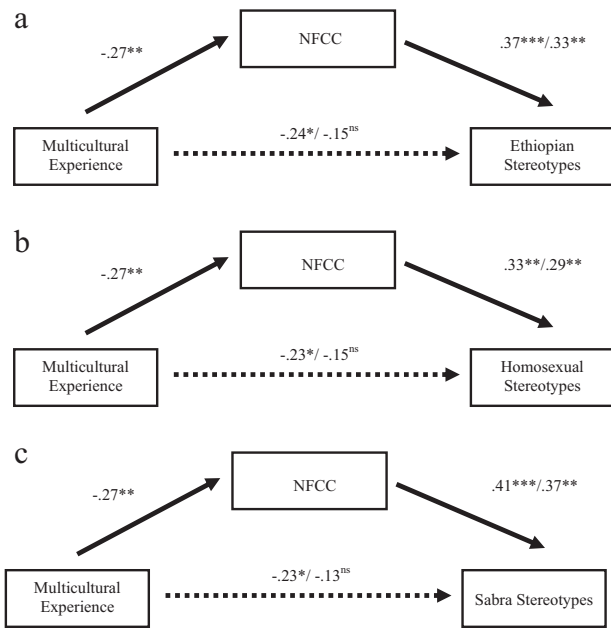 a
NFCC
-.27**
.37***/.33**
Multicultural
Experience
-.24*/ -.15ns
Ethiopian
Stereotypes
b
NFCC
-.27**
.33**/.29**
Multicultural
Experience
-.23*/ -.15ns
Homosexual
Stereotypes
c
NFCC
-.27**
.41***/.37**
Multicultural
Experience
-.23*/ -.13ns
Sabra Stereotypes